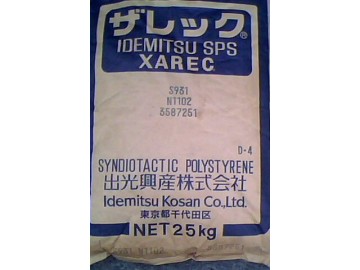 ザレック®
IDEMITSU SPS
XAREC
S931
N1102
3587251
D-4
SYNDIOTACTIC POLYSTYRENE
出光興産株式会社
Idemitsu Kosan Co.,Ltd.
東京都千代田区
NET 25kg